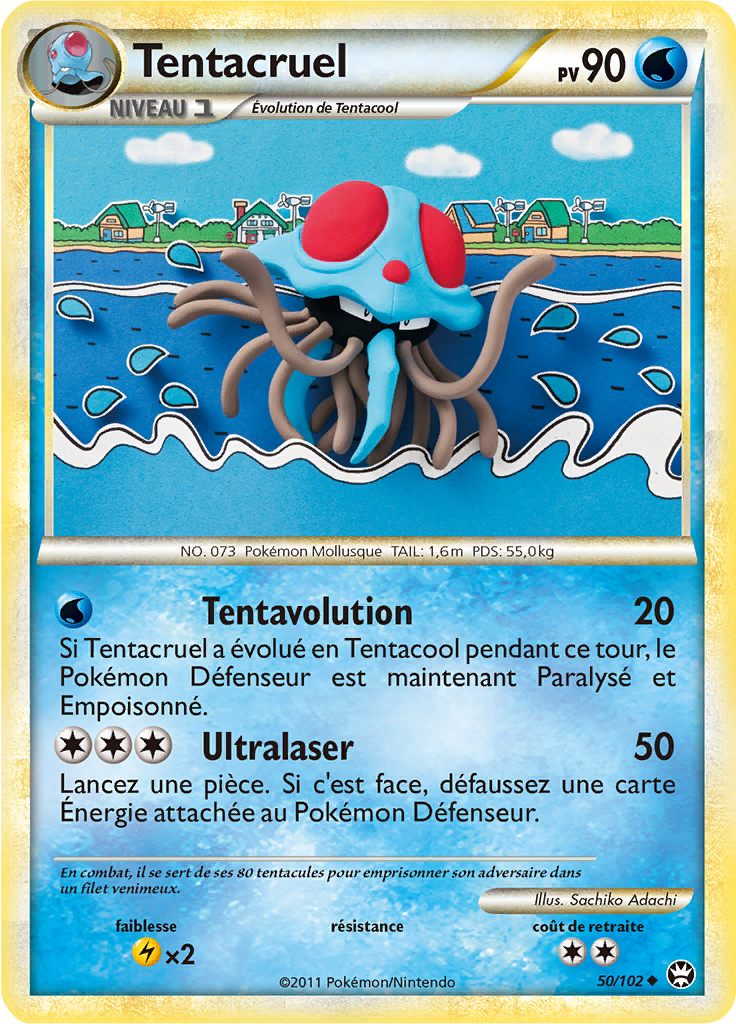 Tentacruel
PV 90
NIVEAU 1
Évolution de Tentacool
NO. 073 Pokémon Mollusque TAIL: 1,6m PDS: 55,0kg
Tentavolution 20
Si Tentacruel a évolué en Tentacool pendant ce tour, le
Pokémon Défenseur est maintenant Paralysé et
Empoisonné.
Ultralaser 50
Lancez une pièce. Si c'est face, défaussez une carte
Énergie attachée au Pokémon Défenseur.
En combat, il se sert de ses 80 tentacules pour emprisonner son adversaire dans
un filet venimeux.
Illus. Sachiko Adachi
faiblesse résistance coût de retraite
×2
©2011 Pokémon/Nintendo
50/102